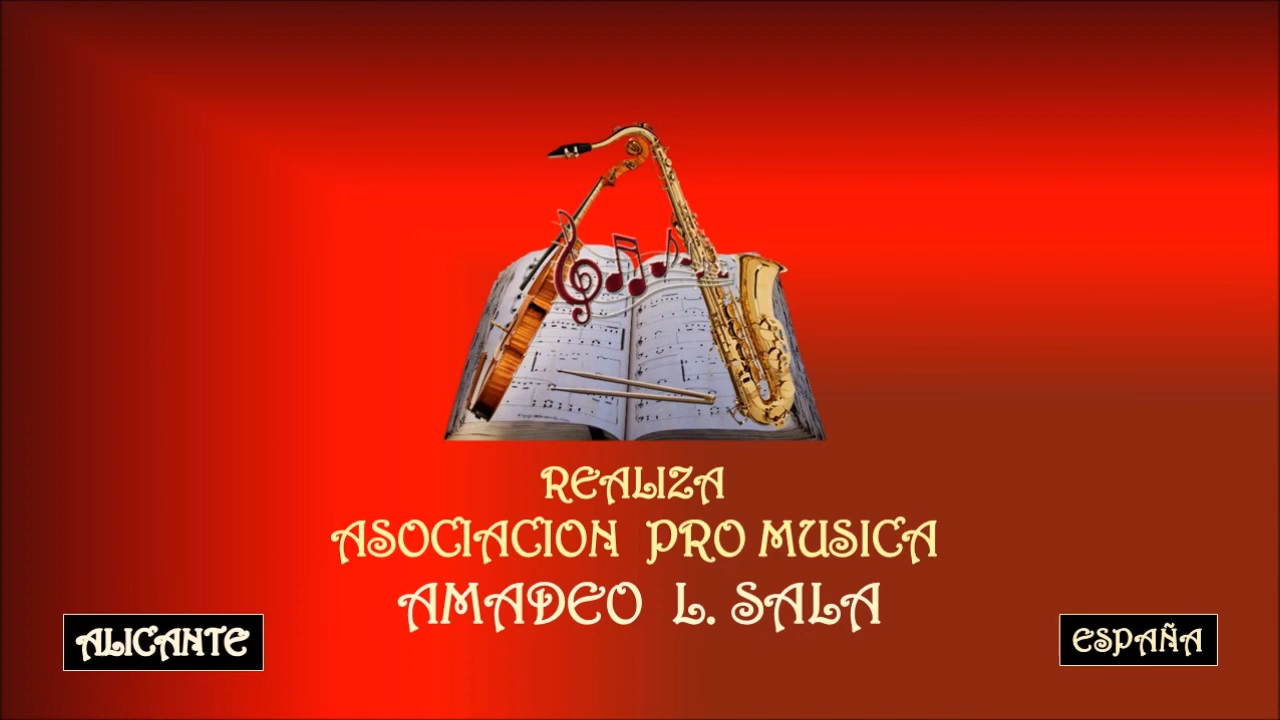 REALIZA
ASOCIACION PRO MUSICA
AMADEO L. SALA
ALICANTE
ESPAÑA